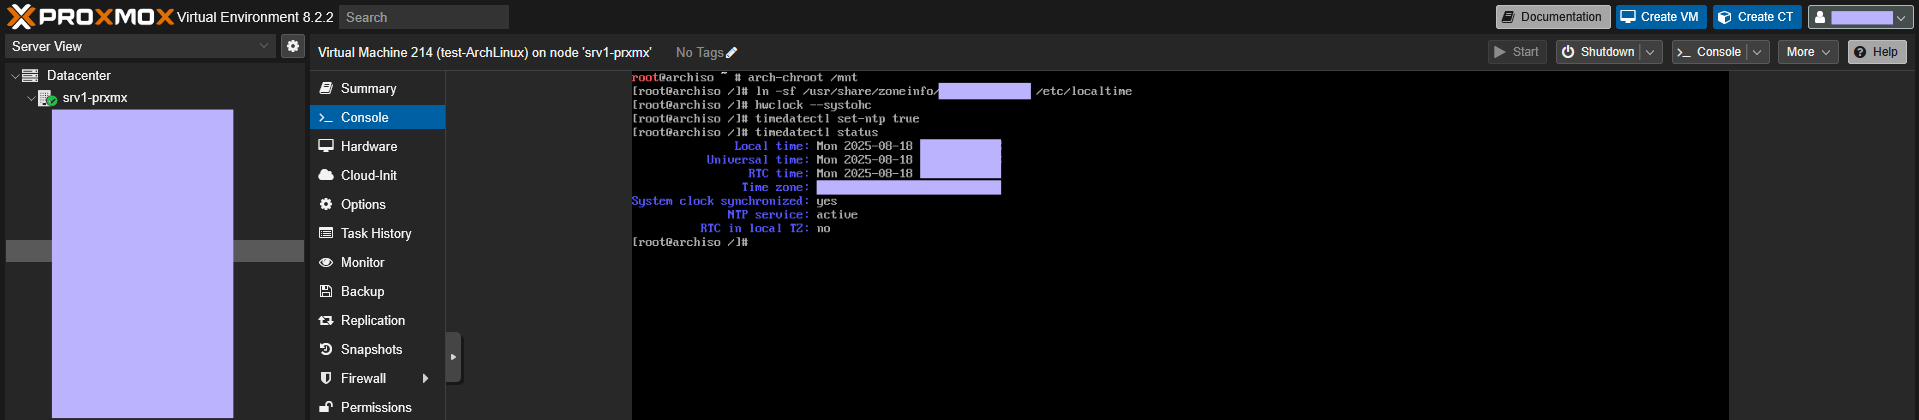 PROXMOX Virtual Environment 8.2.2 Search Documentation Create VM Create CT
Server View
Virtual Machine 214 (test-ArchLinux) on node 'srv1-prxmx' No Tags Start Shutdown Console More Help
Datacenter
srv1-prxmx
Summary
Console
Hardware
Cloud-Init
Options
Task History
Monitor
Backup
Replication
Snapshots
Firewall
Permissions
root@archiso ~ # arch-chroot /mnt
[root@archiso /]# ln -sf /usr/share/zoneinfo/ /etc/localtime
[root@archiso /]# hwclock --systohc
[root@archiso /]# timedatectl set-ntp true
[root@archiso /]# timedatectl status
Local time: Mon 2025-08-18
Universal time: Mon 2025-08-18
RTC time: Mon 2025-08-18
Time zone:
System clock synchronized: yes
NTP service: active
RTC in local TZ: no
[root@archiso /]#